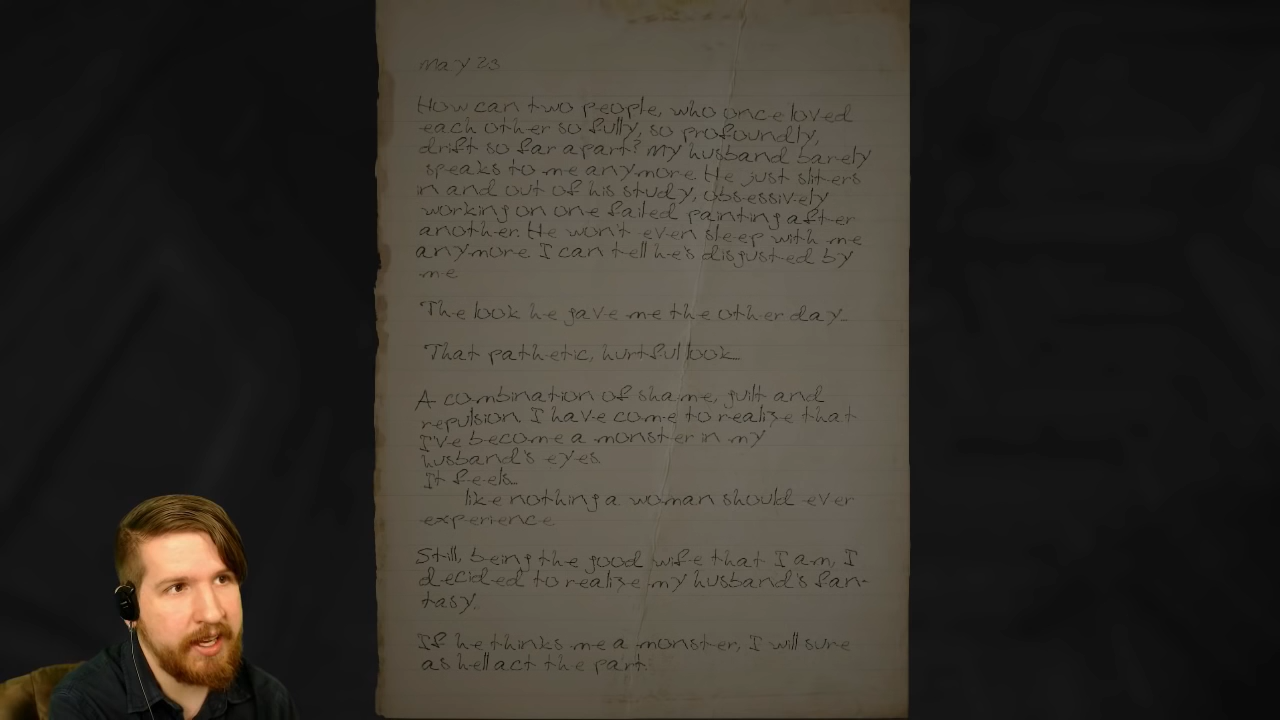 may 23
How can two people, who once loved
each other so fully, so profoundly,
drift so far apart? My husband barely
speaks to me anymore. He just sliters
in and out of his study, obsessively
working on one failed painting after
another. He won't even sleep with me
anymore. I can tell he's disgusted by
me
The look he gave me the other day..
That pathetic, hurtful look..
A combination of shame, guilt and
repulsion. I have come to realize that
I've become a monster in my
husband's eyes.
It feels..
like nothing a woman should ever
experience
Still, being the good wife that I am, I
decided to realize my husband's fan-
tasy..
If he thinks me a monster, I will sure
as hell act the part.